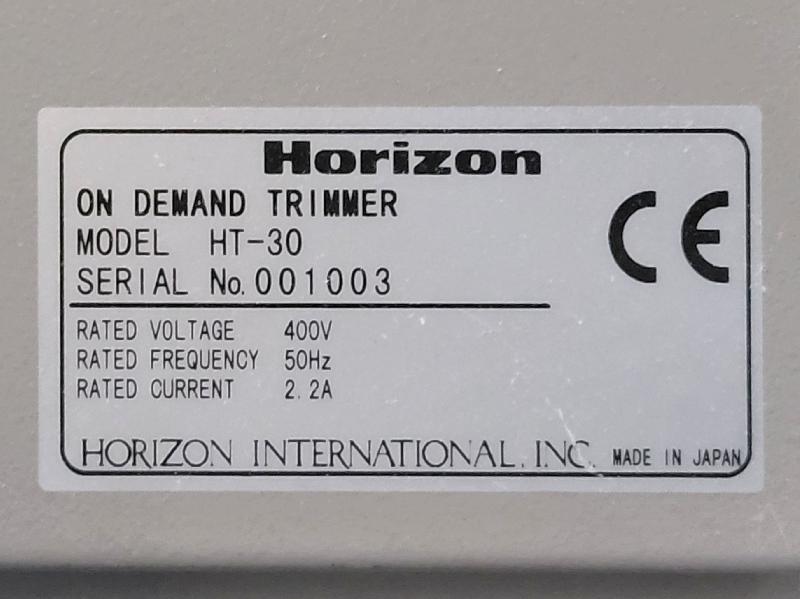 Horizon
ON DEMAND TRIMMER
MODEL HT-30
SERIAL No. 001003
CE
RATED VOLTAGE 400V
RATED FREQUENCY 50Hz
RATED CURRENT 2.2A
HORIZON INTERNATIONAL, INC. MADE IN JAPAN